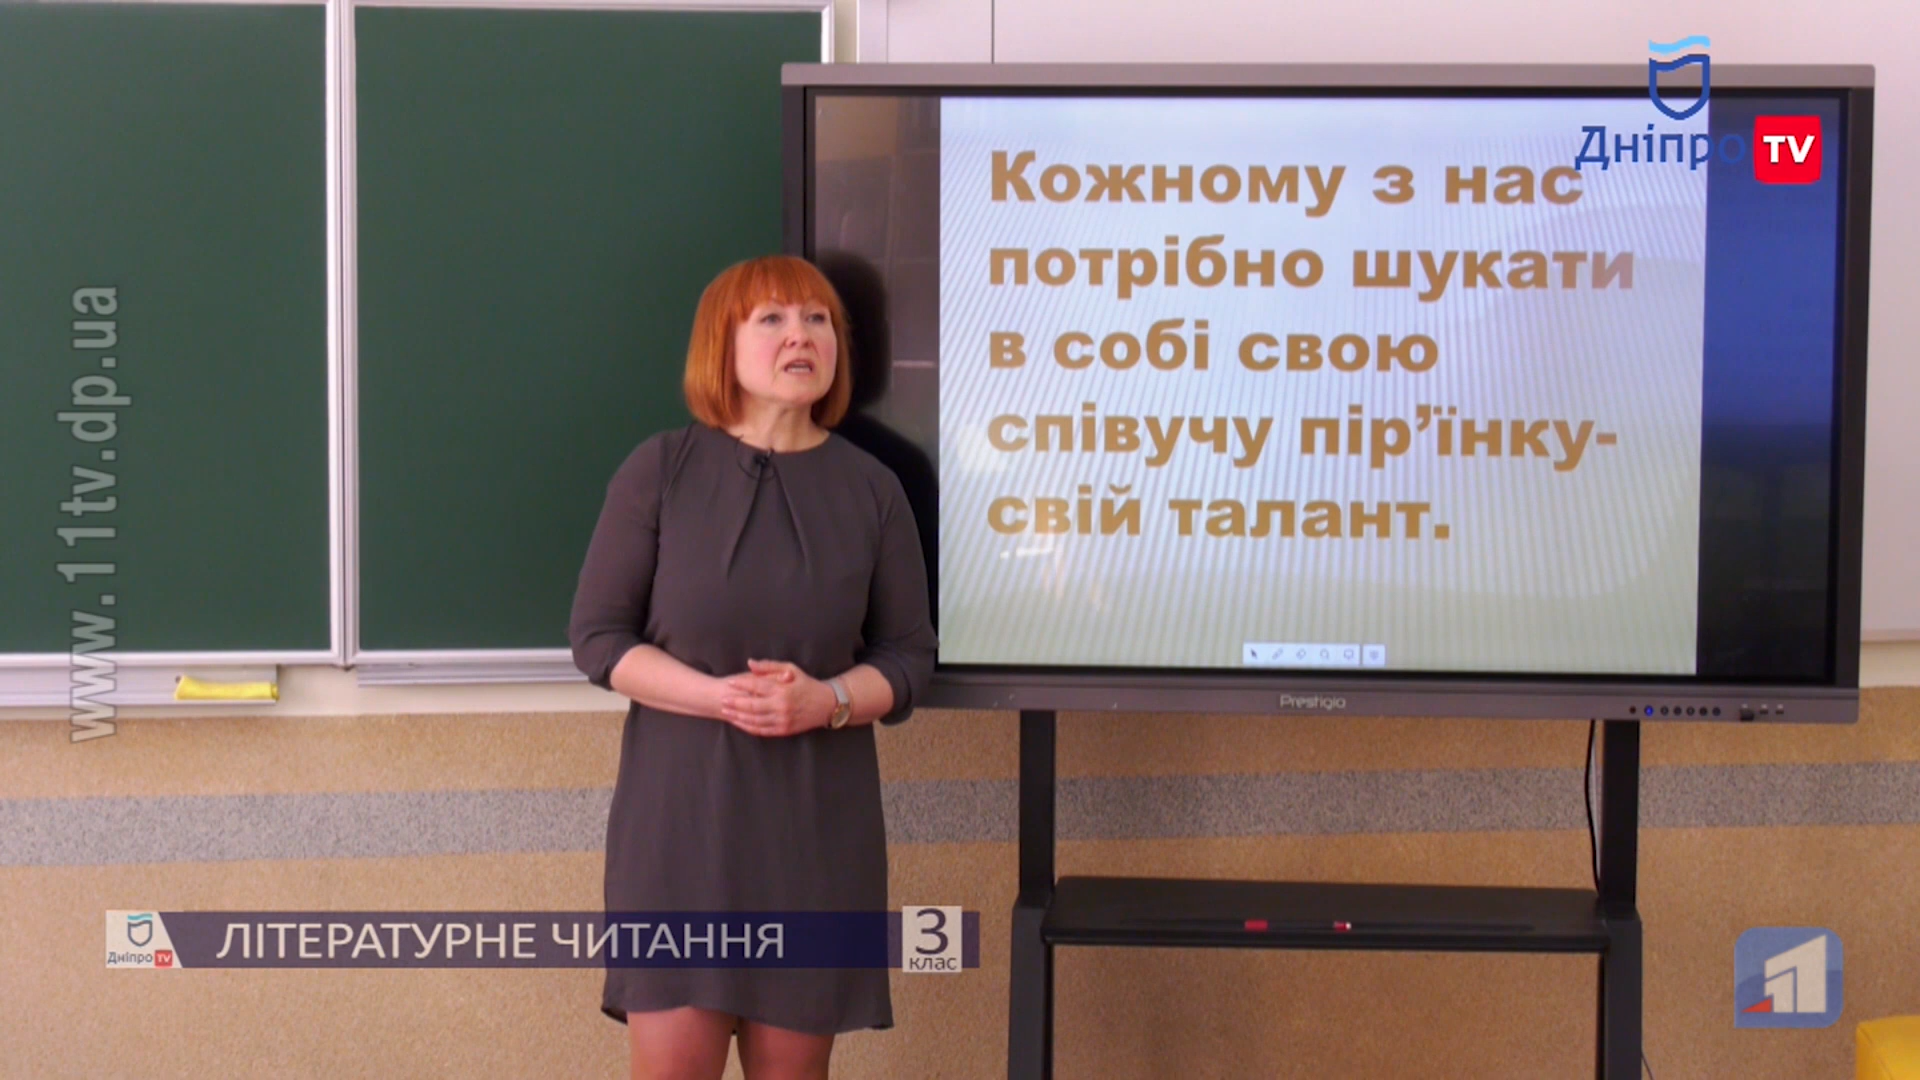 Дніпро TV
Кожному з нас
потрібно шукати
в собі свою
співучу пір’їнку-
свій талант.
Prestigio
www.11tv.dp.ua
Дніпро TV
ЛІТЕРАТУРНЕ ЧИТАННЯ
3
клас
11